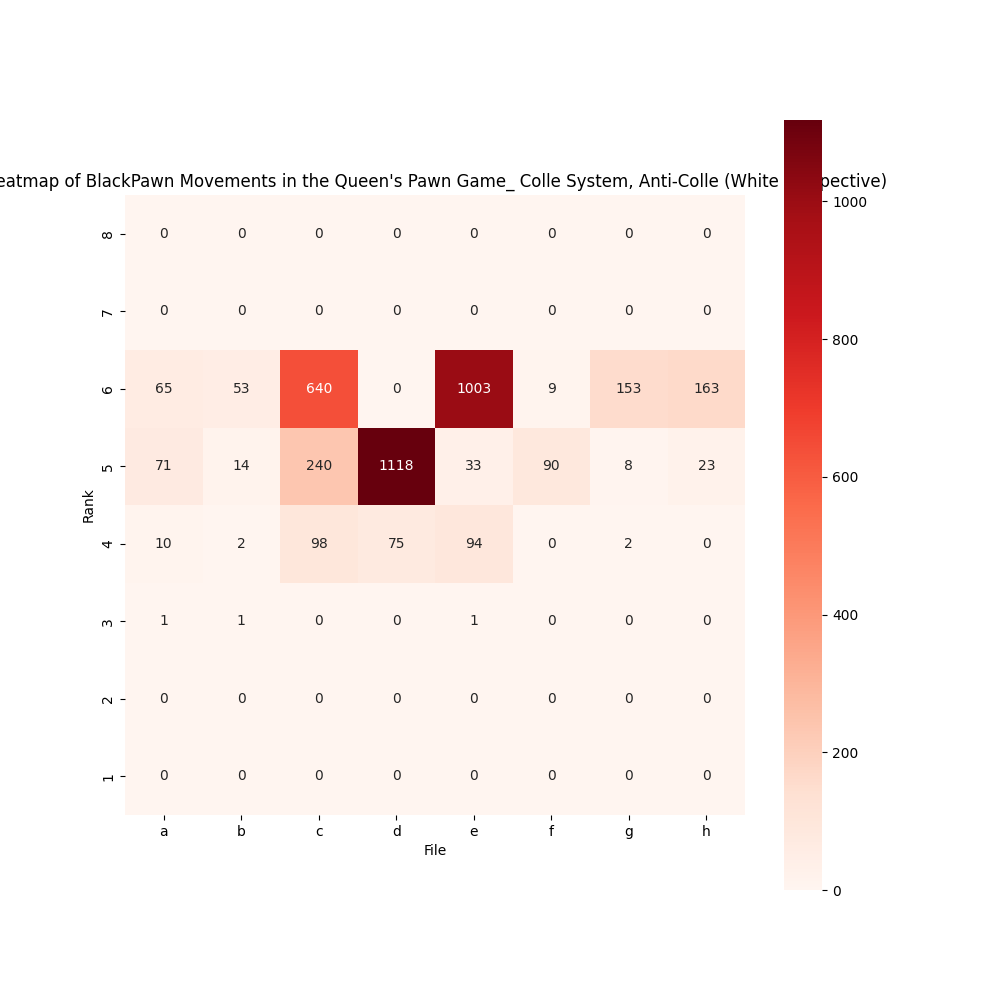 eatmap of BlackPawn Movements in the Queen's Pawn Game_ Colle System, Anti-Colle (White pective)
8 0 0 0 0 0 0 0 0
7 0 0 0 0 0 0 0 0
6 65 53 640 0 1003 9 153 163
5 71 14 240 1118 33 90 8 23
4 10 2 98 75 94 0 2 0
3 1 1 0 0 1 0 0 0
2 0 0 0 0 0 0 0 0
1 0 0 0 0 0 0 0 0
a b c d e f g h
File
Rank
1000
800
600
400
200
0